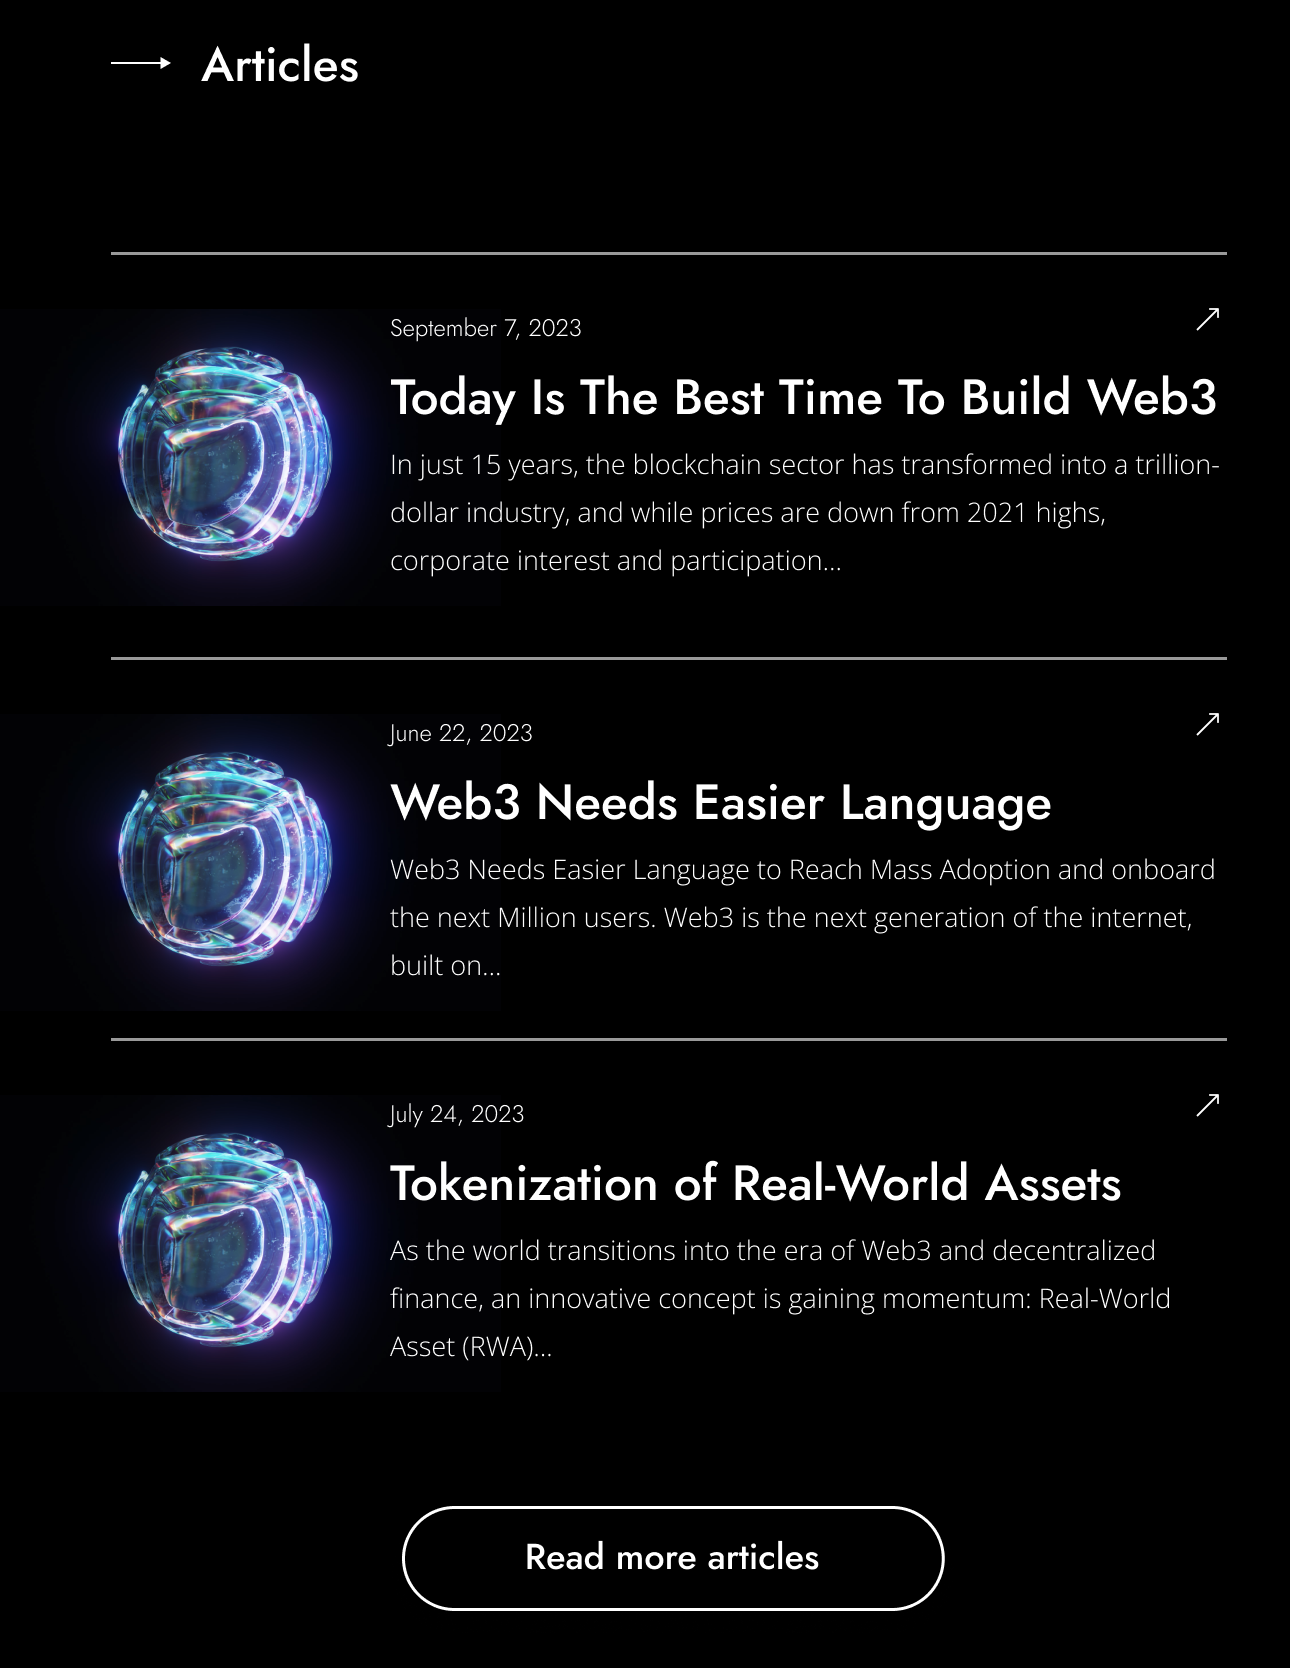 Articles
September 7, 2023
Today Is The Best Time To Build Web3
In just 15 years, the blockchain sector has transformed into a trillion-
dollar industry, and while prices are down from 2021 highs,
corporate interest and participation...
June 22, 2023
Web3 Needs Easier Language
Web3 Needs Easier Language to Reach Mass Adoption and onboard
the next Million users. Web3 is the next generation of the internet,
built on...
July 24, 2023
Tokenization of Real-World Assets
As the world transitions into the era of Web3 and decentralized
finance, an innovative concept is gaining momentum: Real-World
Asset (RWA)...
Read more articles